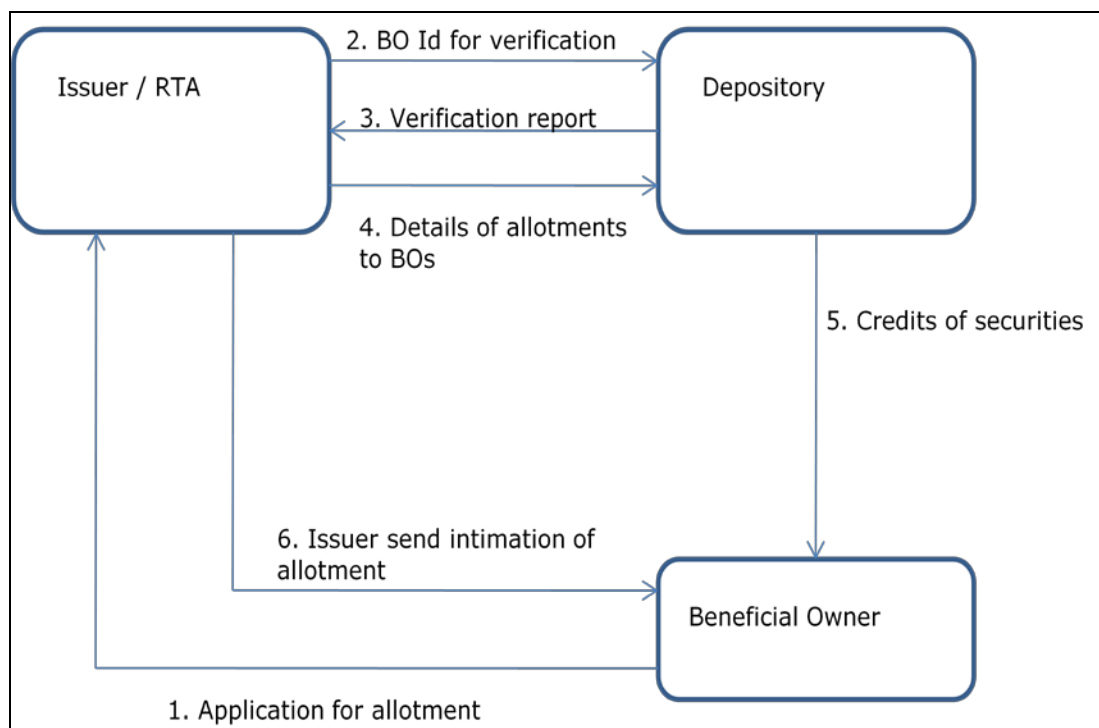 2. BO Id for verification
Issuer / RTA
Depository
3. Verification report
4. Details of allotments
to BOs
5. Credits of securities
6. Issuer send intimation of
allotment
Beneficial Owner
1. Application for allotment